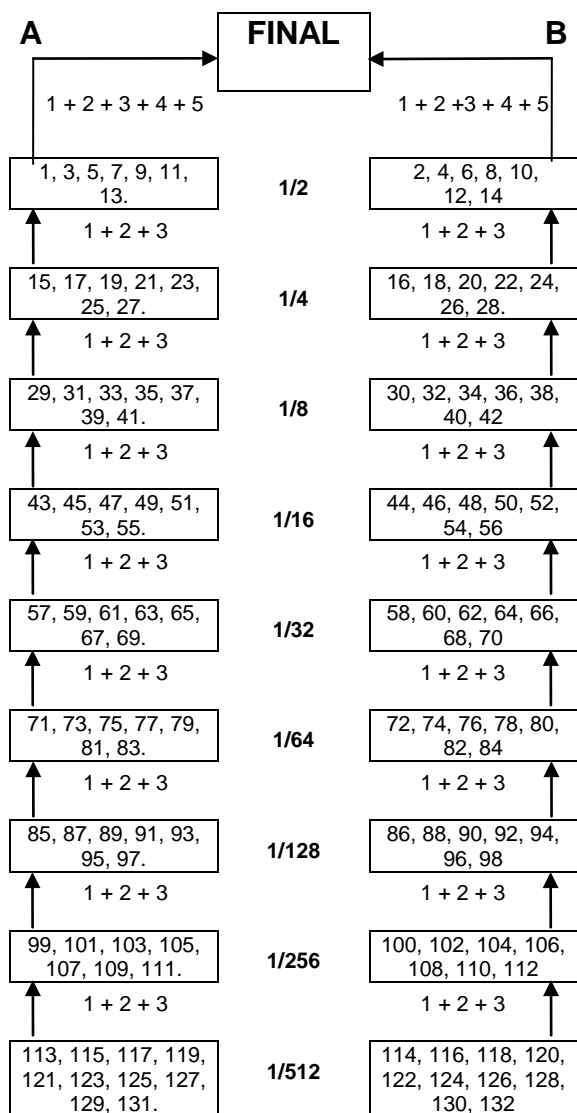 A FINAL B
1 + 2 + 3 + 4 + 5 1 + 2 +3 + 4 + 5
1, 3, 5, 7, 9, 11,
13.
1/2
2, 4, 6, 8, 10,
12, 14
1 + 2 + 3 1 + 2 + 3
15, 17, 19, 21, 23,
25, 27.
1/4
16, 18, 20, 22, 24,
26, 28.
1 + 2 + 3 1 + 2 + 3
29, 31, 33, 35, 37,
39, 41.
1/8
30, 32, 34, 36, 38,
40, 42
1 + 2 + 3 1 + 2 + 3
43, 45, 47, 49, 51,
53, 55.
1/16
44, 46, 48, 50, 52,
54, 56
1 + 2 + 3 1 + 2 + 3
57, 59, 61, 63, 65,
67, 69.
1/32
58, 60, 62, 64, 66,
68, 70
1 + 2 + 3 1 + 2 + 3
71, 73, 75, 77, 79,
81, 83.
1/64
72, 74, 76, 78, 80,
82, 84
1 + 2 + 3 1 + 2 + 3
85, 87, 89, 91, 93,
95, 97.
1/128
86, 88, 90, 92, 94,
96, 98
1 + 2 + 3 1 + 2 + 3
99, 101, 103, 105,
107, 109, 111.
1/256
100, 102, 104, 106,
108, 110, 112
1 + 2 + 3 1 + 2 + 3
113, 115, 117, 119,
121, 123, 125, 127,
129, 131.
1/512
114, 116, 118, 120,
122, 124, 126, 128,
130, 132